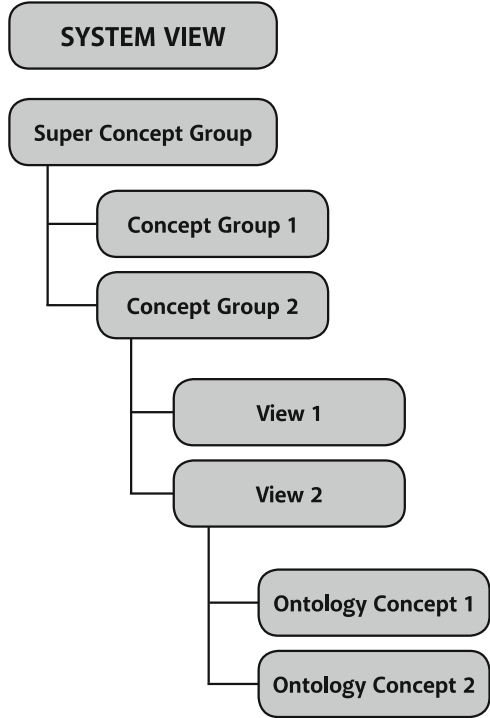 SYSTEM VIEW
Super Concept Group
Concept Group 1
Concept Group 2
View 1
View 2
Ontology Concept 1
Ontology Concept 2